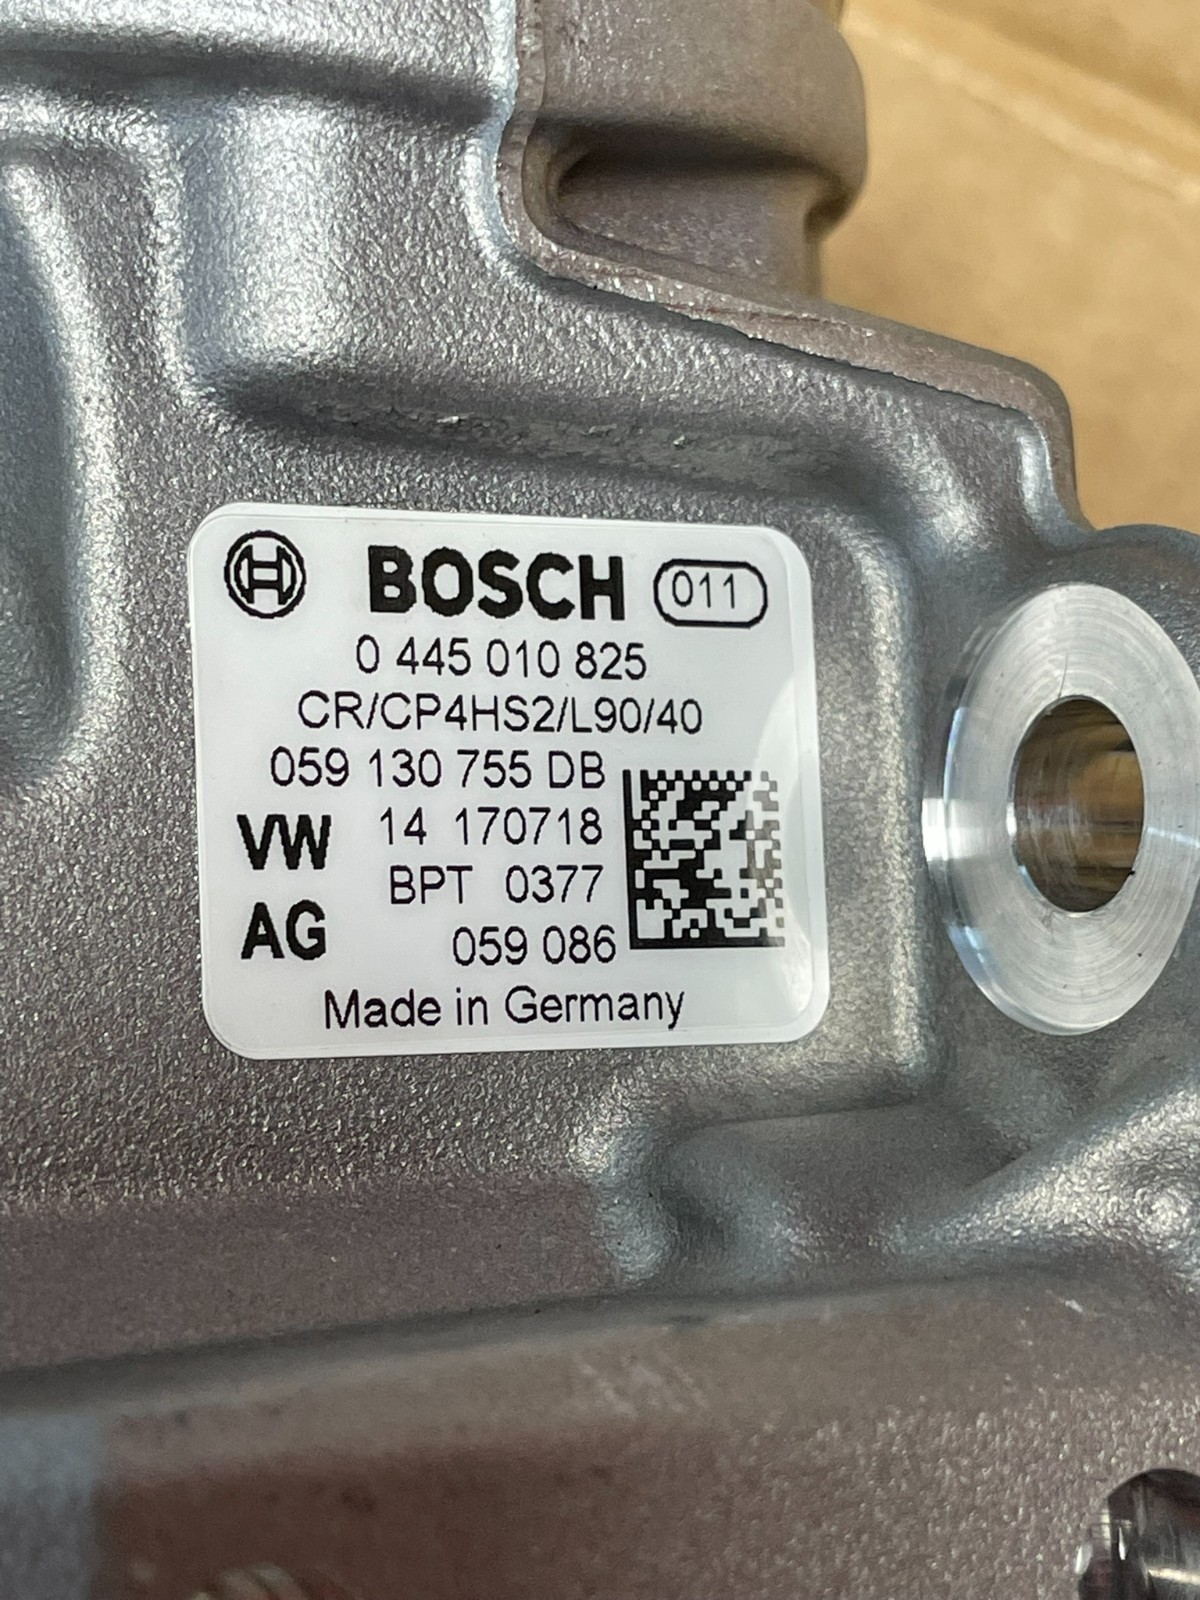 BOSCH 011
0 445 010 825
CR/CP4HS2/L90/40
059 130 755 DB
VW 14 170718
BPT 0377
AG 059 086
Made in Germany